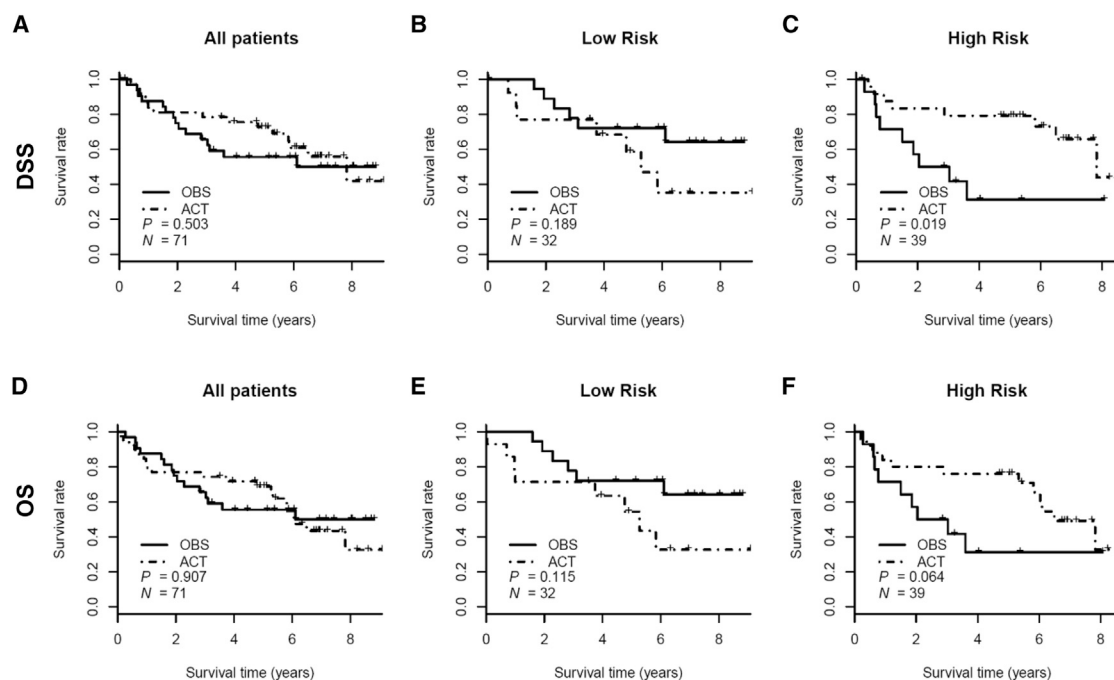 A
All patients
DSS
Survival rate
1.0
0.8
0.6
0.4
0.2
0.0
OBS
ACT
P = 0.503
N = 71
0 2 4 6 8
Survival time (years)
B
Low Risk
Survival rate
1.0
0.8
0.6
0.4
0.2
0.0
OBS
ACT
P = 0.189
N = 32
0 2 4 6 8
Survival time (years)
C
High Risk
Survival rate
1.0
0.8
0.6
0.4
0.2
0.0
OBS
ACT
P = 0.019
N = 39
0 2 4 6 8
Survival time (years)
D
All patients
OS
Survival rate
1.0
0.8
0.6
0.4
0.2
0.0
OBS
ACT
P = 0.907
N = 71
0 2 4 6 8
Survival time (years)
E
Low Risk
Survival rate
1.0
0.8
0.6
0.4
0.2
0.0
OBS
ACT
P = 0.115
N = 32
0 2 4 6 8
Survival time (years)
F
High Risk
Survival rate
1.0
0.8
0.6
0.4
0.2
0.0
OBS
ACT
P = 0.064
N = 39
0 2 4 6 8
Survival time (years)